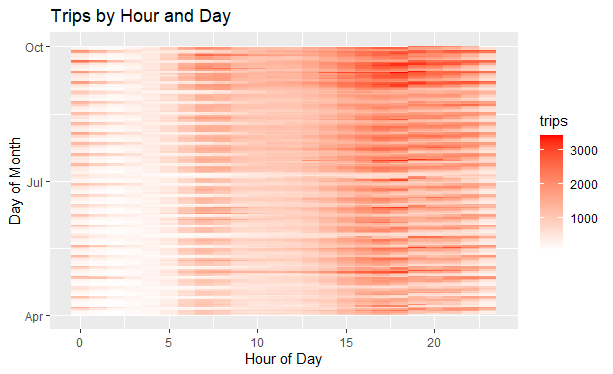 Trips by Hour and Day
Oct
Jul
Apr
Day of Month
0 5 10 15 20
Hour of Day
trips
3000
2000
1000